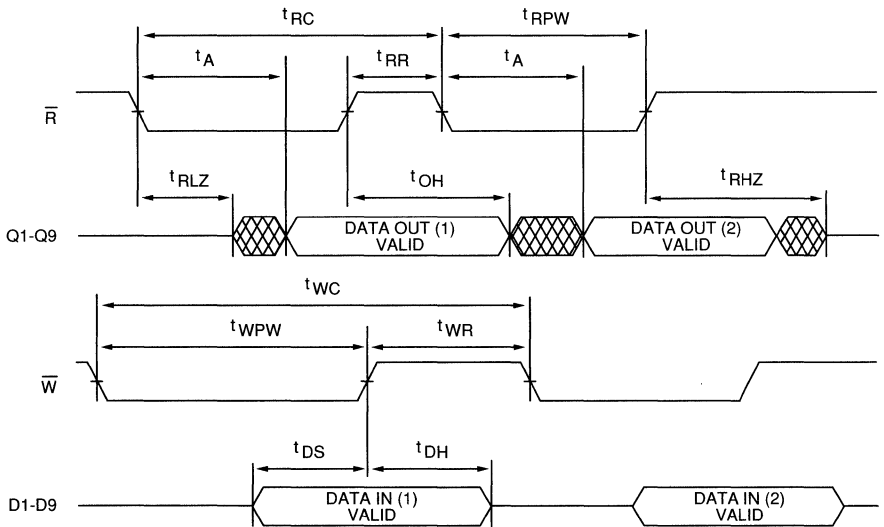 tRC tRPW
tA tRR tA
R̅
tRLZ tOH tRHZ
Q1-Q9 DATA OUT (1) VALID DATA OUT (2) VALID
tWC
tWPW tWR
W̅
tDS tDH
D1-D9 DATA IN (1) VALID DATA IN (2) VALID